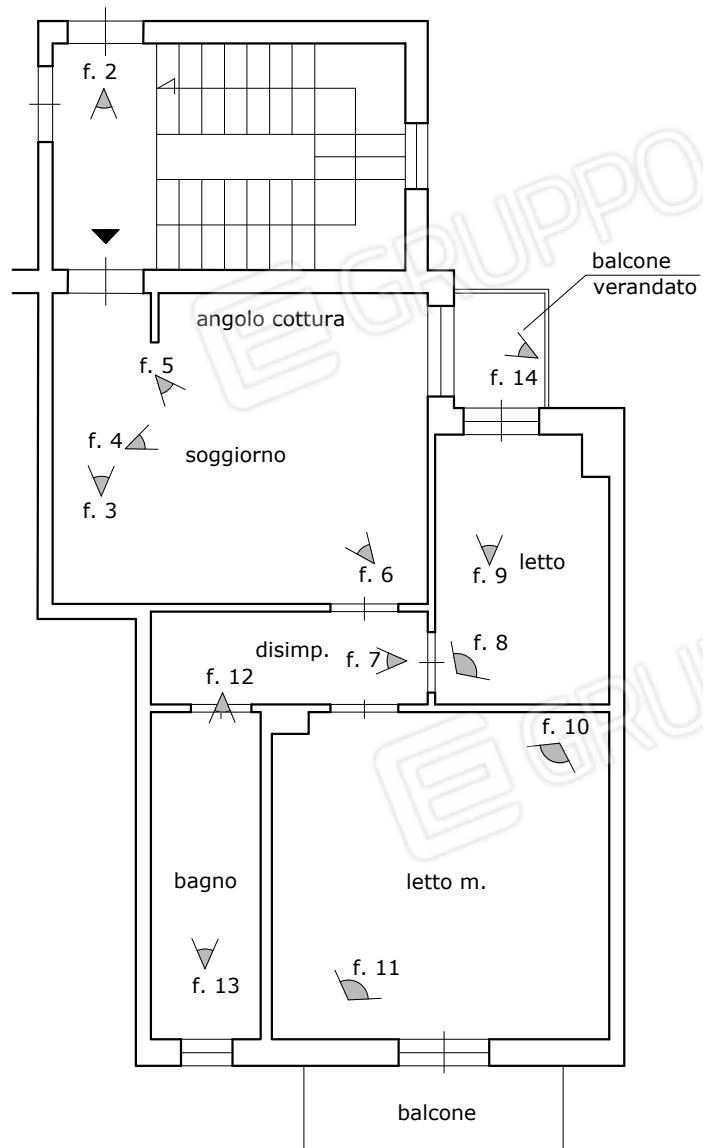 f. 2
GRUPPO
balcone
verandato
angolo cottura
f. 5
f. 14
f. 4
soggiorno
f. 3
f. 6
f. 9
letto
f. 8
disimp.
f. 7
f. 12
f. 10
bagno
letto m.
f. 11
f. 13
balcone